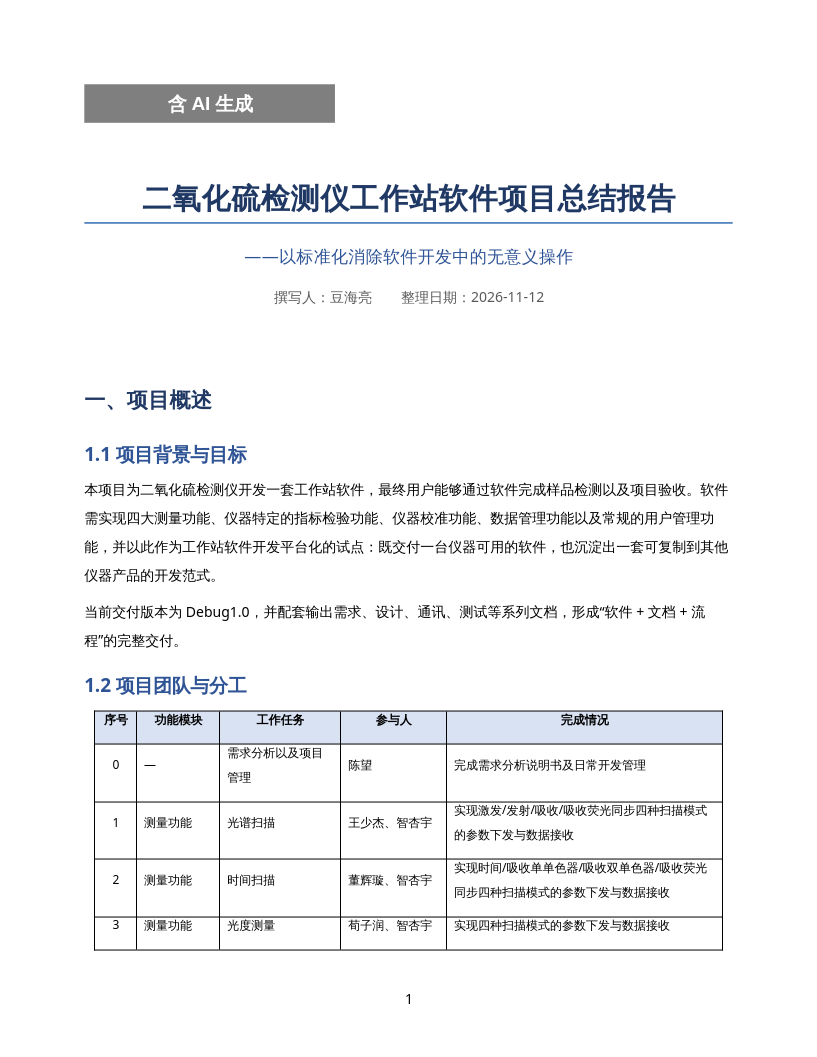 含 AI 生成
二氧化硫检测仪工作站软件项目总结报告
——以标准化消除软件开发中的无意义操作
撰写人：豆海亮　　整理日期：2026-11-12
一、项目概述
1.1 项目背景与目标
本项目为二氧化硫检测仪开发一套工作站软件，最终用户能够通过软件完成样品检测以及项目验收。软件
需实现四大测量功能、仪器特定的指标检验功能、仪器校准功能、数据管理功能以及常规的用户管理功
能，并以此作为工作站软件开发平台化的试点：既交付一台仪器可用的软件，也沉淀出一套可复制到其他
仪器产品的开发范式。
当前交付版本为 Debug1.0，并配套输出需求、设计、通讯、测试等系列文档，形成“软件 + 文档 + 流
程”的完整交付。
1.2 项目团队与分工
序号 功能模块 工作任务 参与人 完成情况
0 — 需求分析以及项目
管理 陈望 完成需求分析说明书及日常开发管理
1 测量功能 光谱扫描 王少杰、智杏宇 实现激发/发射/吸收/吸收荧光同步四种扫描模式
的参数下发与数据接收
2 测量功能 时间扫描 董辉璇、智杏宇 实现时间/吸收单单色器/吸收双单色器/吸收荧光
同步四种扫描模式的参数下发与数据接收
3 测量功能 光度测量 荀子润、智杏宇 实现四种扫描模式的参数下发与数据接收
1